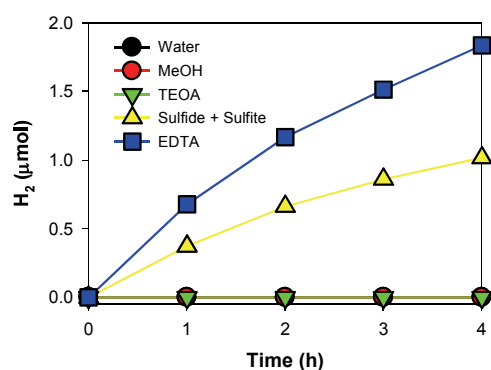 2.0
1.5
1.0
0.5
0.0
H₂ (μmol)
Water
MeOH
TEOA
Sulfide + Sulfite
EDTA
0 1 2 3 4
Time (h)